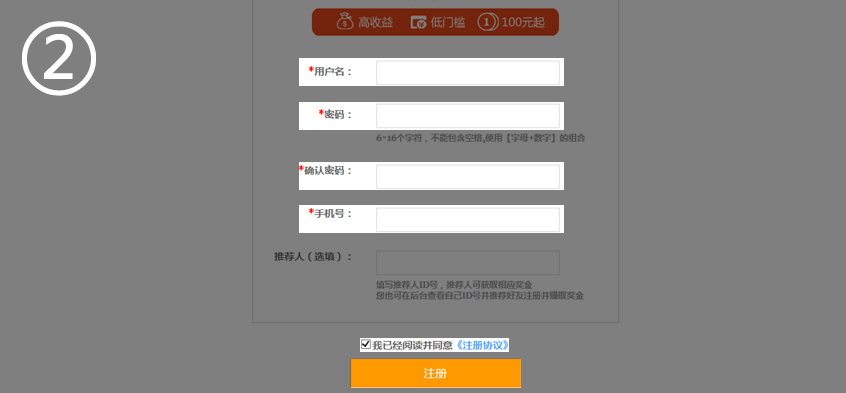 ②
高收益 低门槛 100元起
*用户名：
*密码：
6-16个字符，不能包含空格,使用【字母+数字】的组合
*确认密码：
*手机号：
推荐人（选填）：
填写推荐人ID号，推荐人可获取相应奖金
您也可在后台查看自己ID号并推荐好友注册并赚取奖金
我已经阅读并同意《注册协议》
注册